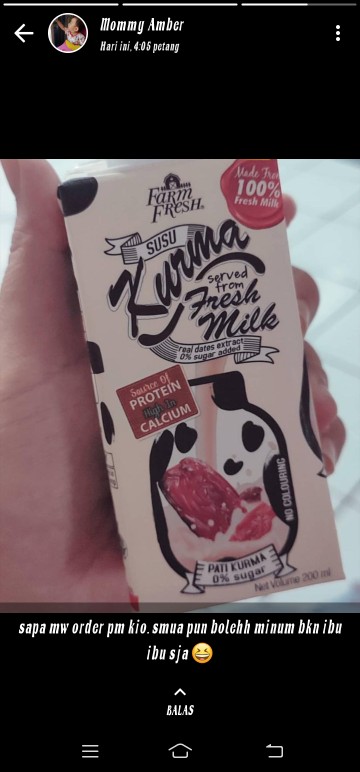 Mommy Amber
Hari ini, 4:05 petang
FARM
FRESH
Made From
100%
Fresh Milk
SUSU
Kurma
served
from
Fresh
Milk
real dates extract
0% sugar added
Source Of
PROTEIN
High In
CALCIUM
NO COLOURING
PATI KURMA
0% sugar
Net Volume 200 ml
sapa mw order pm kio. smua pun bolehh minum bkn ibu
ibu sja 😆
BALAS